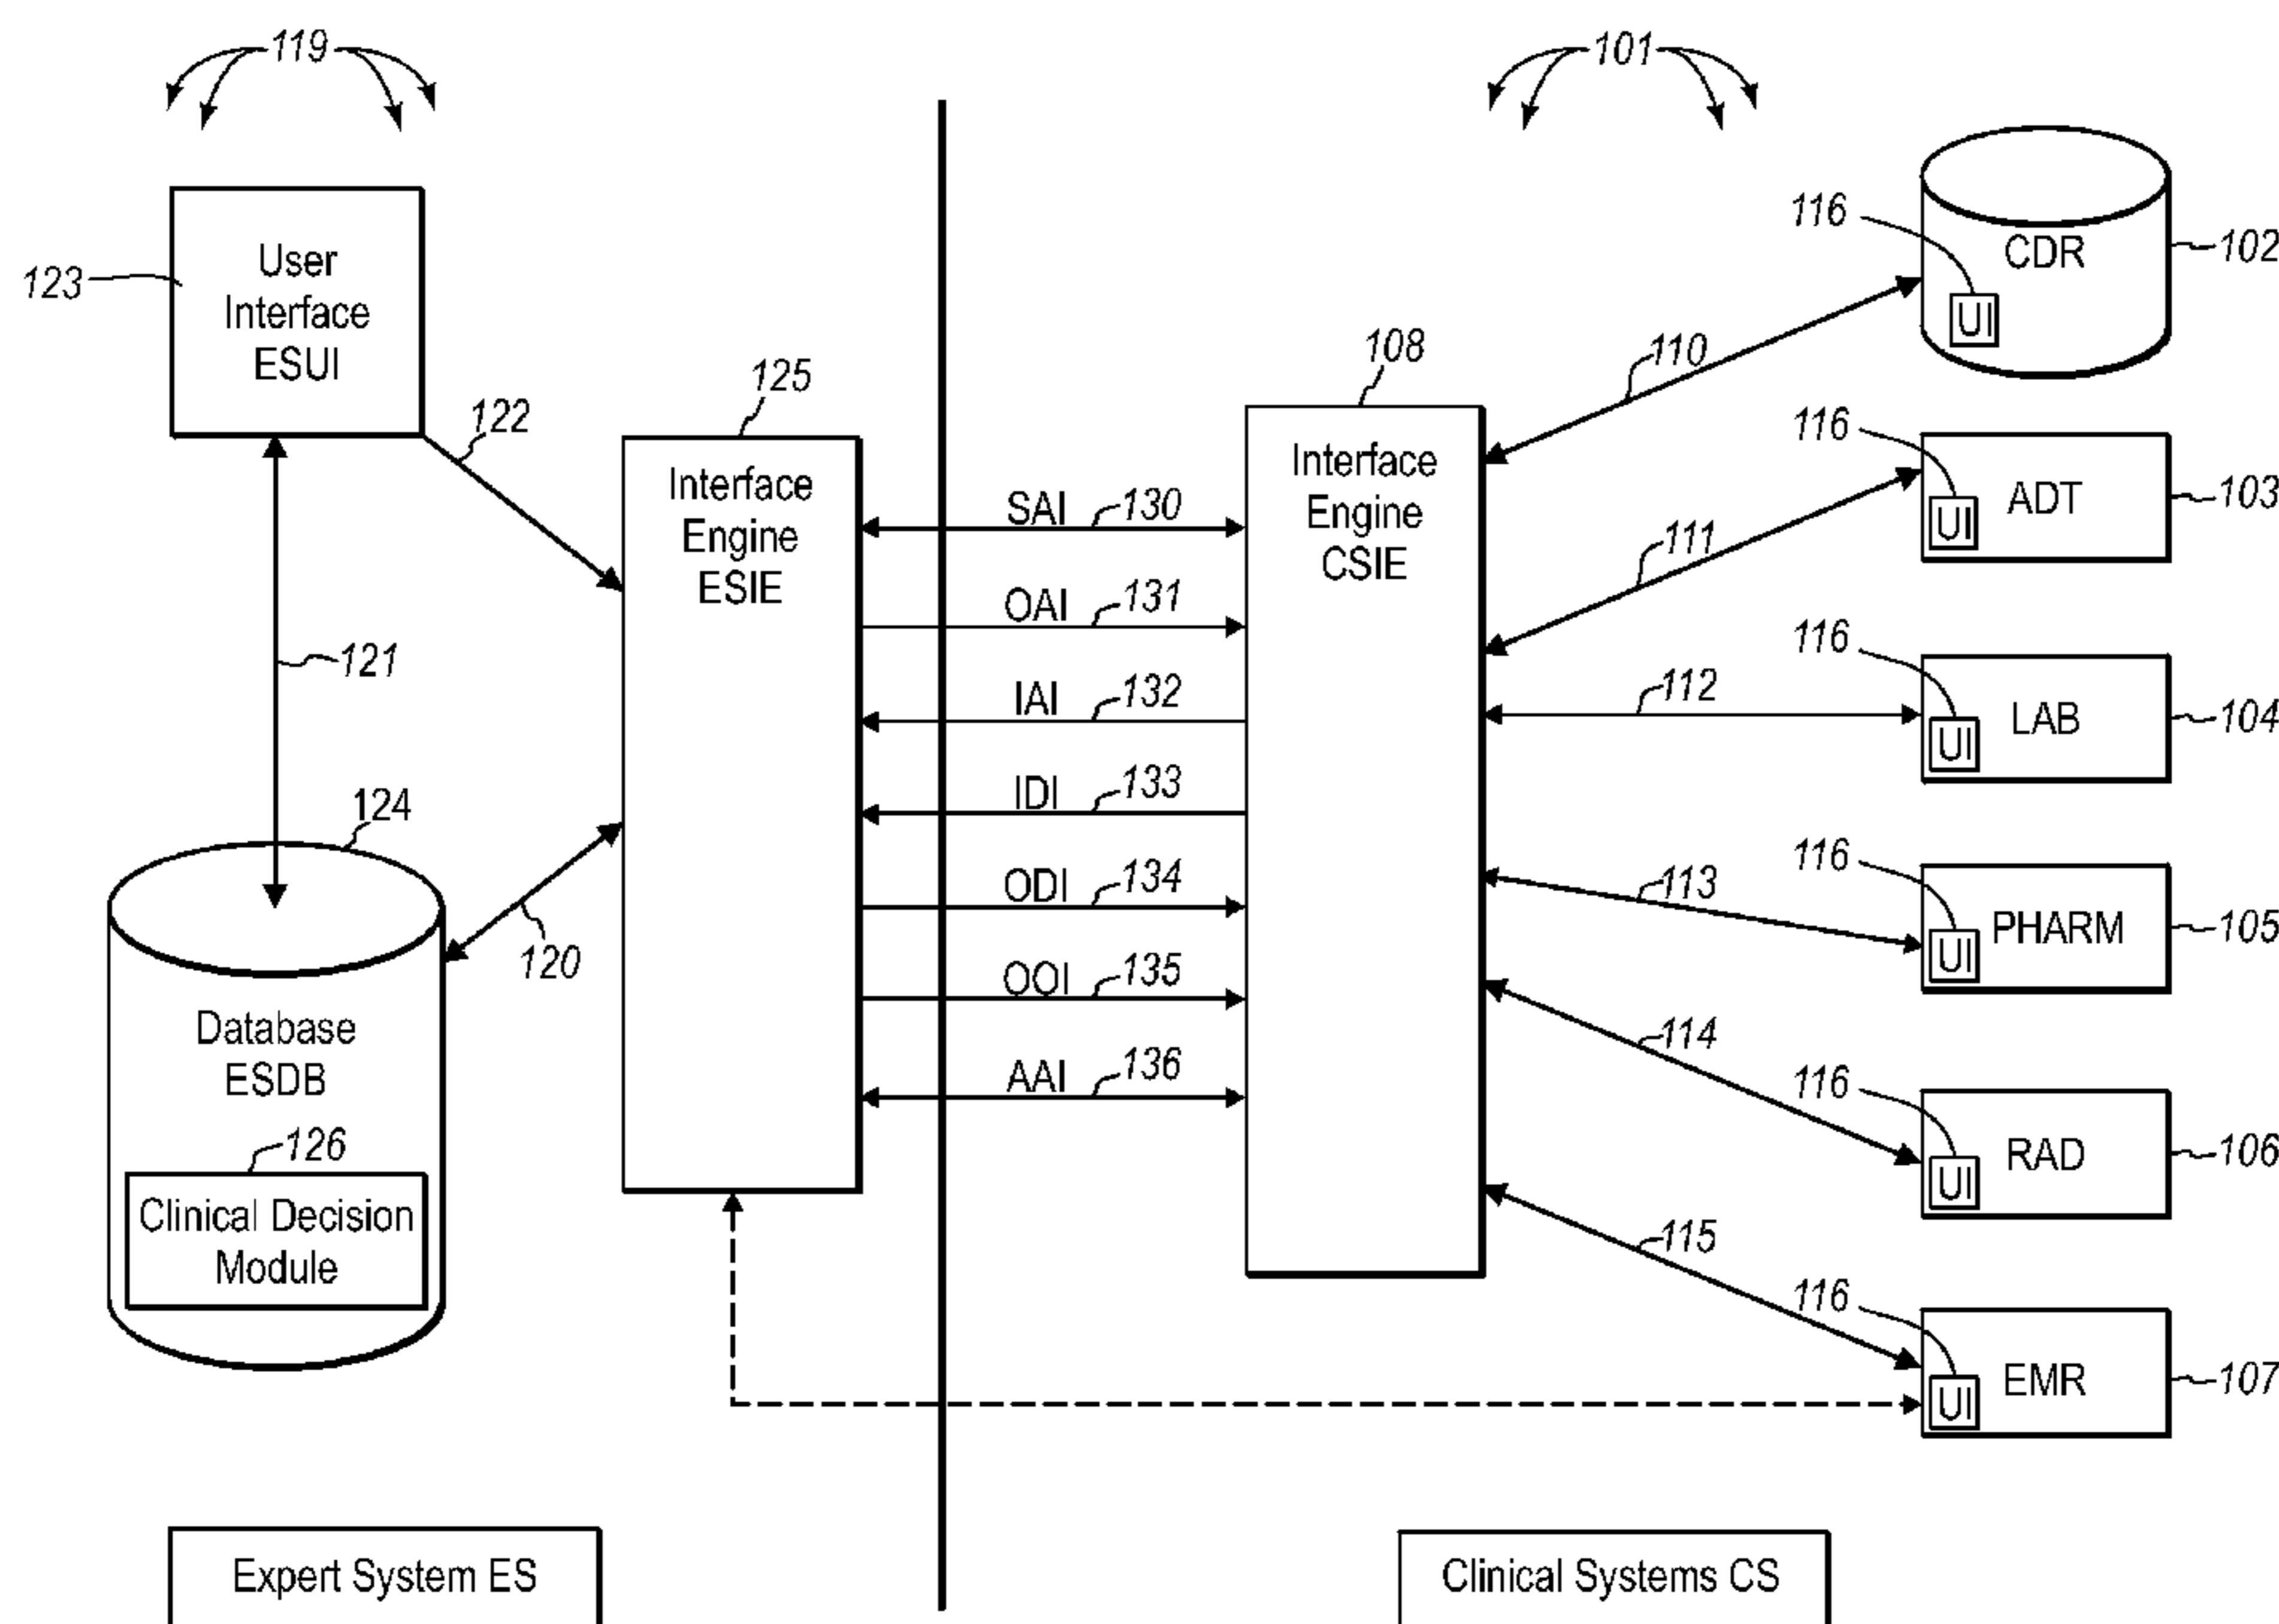 119
101
User
Interface
ESUI
123
122
121
124
120
Database
ESDB
126
Clinical Decision
Module
125
Interface
Engine
ESIE
SAI 130
OAI 131
IAI 132
IDI 133
ODI 134
OOI 135
AAI 136
108
Interface
Engine
CSIE
110
111
112
113
114
115
116
CDR
UI
102
116
ADT
UI
103
116
LAB
UI
104
116
PHARM
UI
105
116
RAD
UI
106
116
EMR
UI
107
Expert System ES
Clinical Systems CS